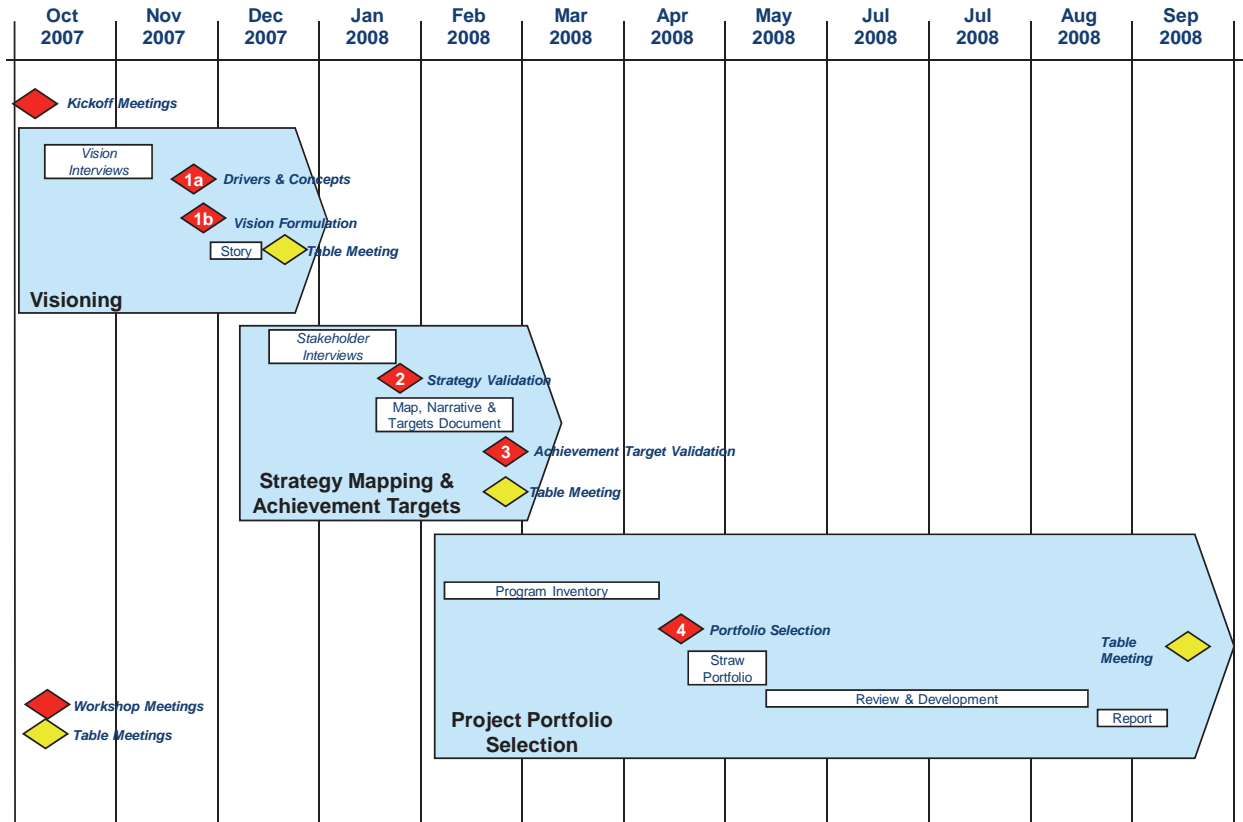 Oct Nov Dec Jan Feb Mar Apr May Jul Jul Aug Sep
2007 2007 2007 2008 2008 2008 2008 2008 2008 2008 2008 2008
Kickoff Meetings
Vision
Interviews
1a Drivers & Concepts
1b Vision Formulation
Story Table Meeting
Visioning
Stakeholder
Interviews
2 Strategy Validation
Map, Narrative &
Targets Document
3 Achievement Target Validation
Strategy Mapping &
Achievement Targets
Table Meeting
Program Inventory
4 Portfolio Selection
Table
Meeting
Straw
Portfolio
Review & Development
Report
Project Portfolio
Selection
Workshop Meetings
Table Meetings